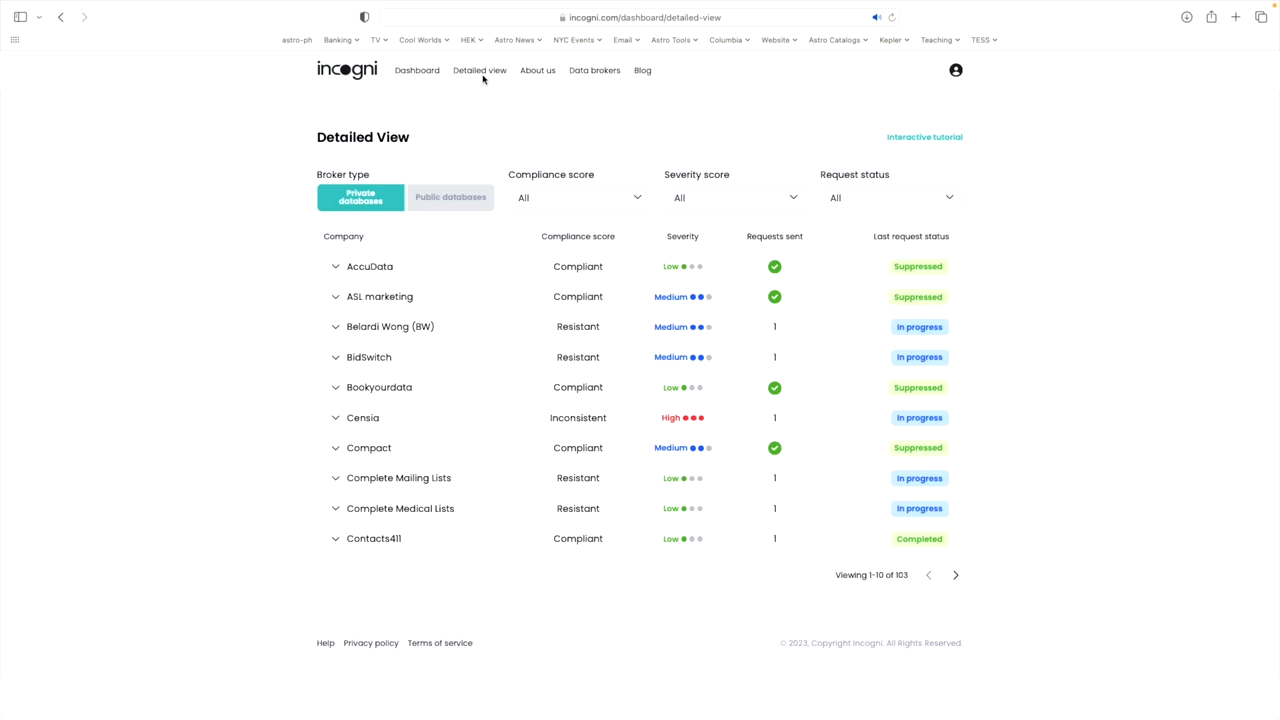 incogni.com/dashboard/detailed-view
astro-ph Banking TV Cool Worlds HEK Astro News NYC Events Email Astro Tools Columbia Website Astro Catalogs Kepler Teaching TESS
incogni Dashboard Detailed view About us Data brokers Blog
Detailed View Interactive tutorial
Broker type Compliance score Severity score Request status
Private databases Public databases All All All
Company Compliance score Severity Requests sent Last request status
AccuData Compliant Low Suppressed
ASL marketing Compliant Medium Suppressed
Belardi Wong (BW) Resistant Medium 1 In progress
BidSwitch Resistant Medium 1 In progress
Bookyourdata Compliant Low Suppressed
Censia Inconsistent High 1 In progress
Compact Compliant Medium Suppressed
Complete Mailing Lists Resistant Low 1 In progress
Complete Medical Lists Resistant Low 1 In progress
Contacts411 Compliant Low 1 Completed
Viewing 1-10 of 103
Help Privacy policy Terms of service © 2023, Copyright Incogni. All Rights Reserved.